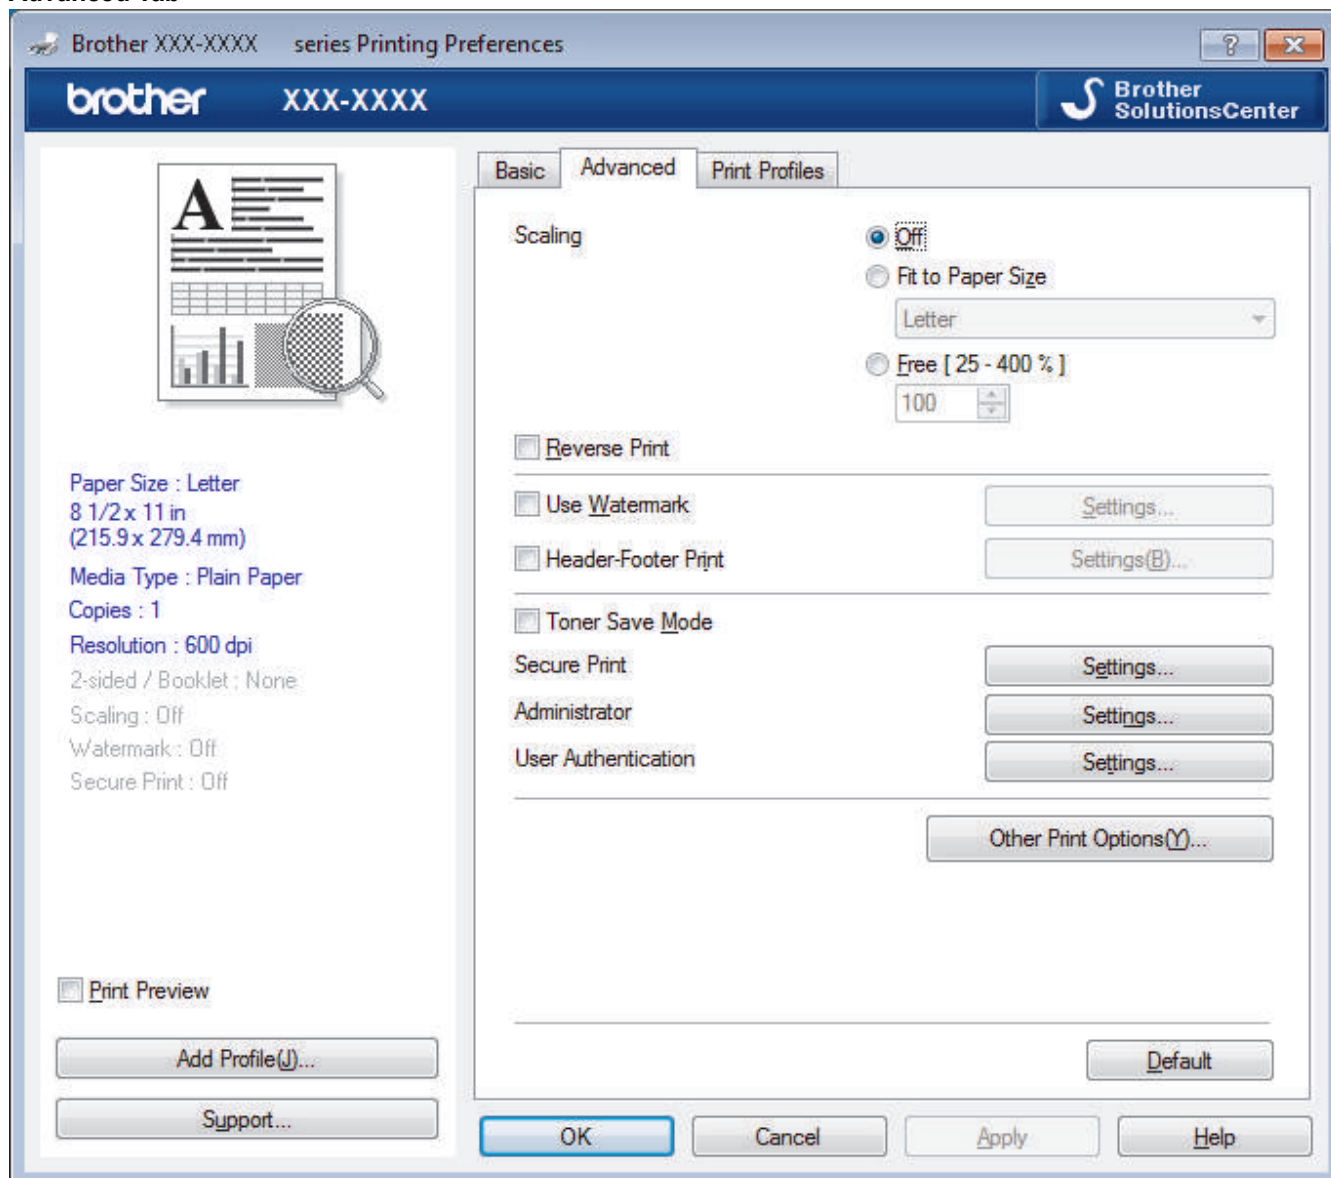 Advanced Tab
Brother XXX-XXXX series Printing Preferences
brother XXX-XXXX
Brother
SolutionsCenter
A
Paper Size : Letter
8 1/2 x 11 in
(215.9 x 279.4 mm)
Media Type : Plain Paper
Copies : 1
Resolution : 600 dpi
2-sided / Booklet : None
Scaling : Off
Watermark : Off
Secure Print : Off
Print Preview
Add Profile(J)...
Support...
Basic Advanced Print Profiles
Scaling Off
Fit to Paper Size
Letter
Free [ 25 - 400 % ]
100
Reverse Print
Use Watermark Settings...
Header-Footer Print Settings(B)...
Toner Save Mode
Secure Print Settings...
Administrator Settings...
User Authentication Settings...
Other Print Options(Y)...
Default
OK Cancel Apply Help